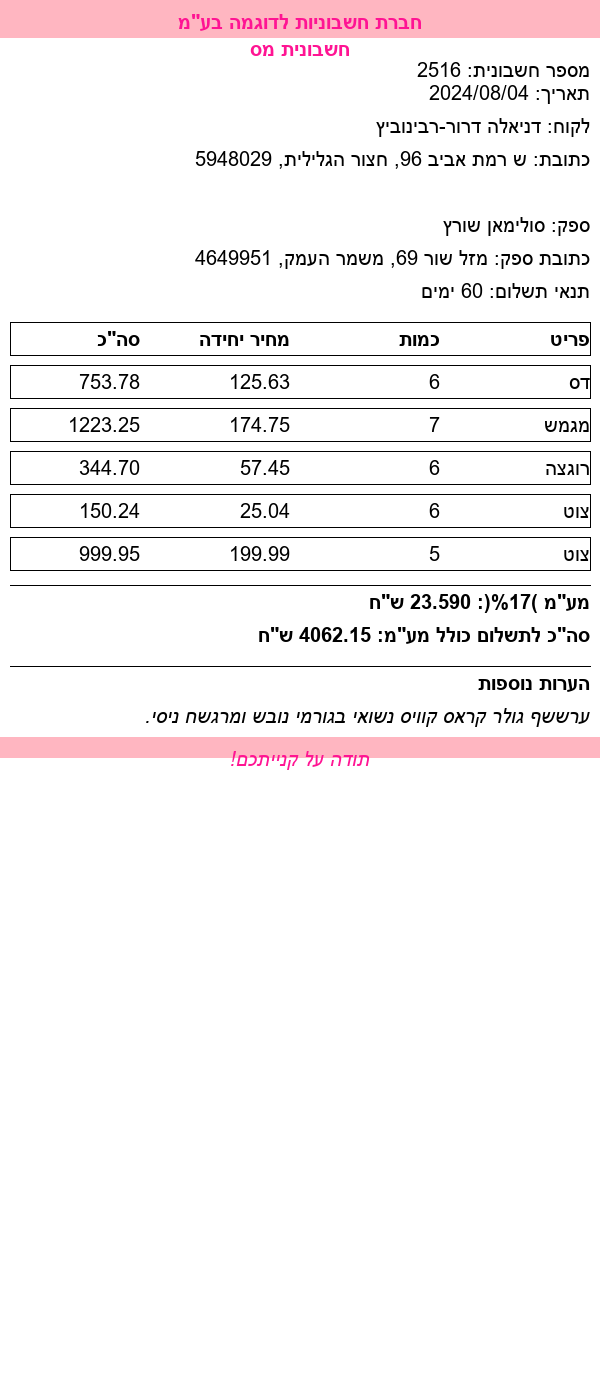 חברת חשבוניות לדוגמה בע"מ
חשבונית מס
מספר חשבונית: 2516
תאריך: 2024/08/04
לקוח: דניאלה דרור-רבינוביץ
כתובת: ש רמת אביב 96, חצור הגלילית, 5948029
ספק: סולימאן שורץ
כתובת ספק: מזל שור 69, משמר העמק, 4649951
תנאי תשלום: 60 ימים
פריט כמות מחיר יחידה סה"כ
דס 6 125.63 753.78
מגמש 7 174.75 1223.25
רוגצה 6 57.45 344.70
צוט 6 25.04 150.24
צוט 5 199.99 999.95
מע"מ )17%(: 23.590 ש"ח
סה"כ לתשלום כולל מע"מ: 4062.15 ש"ח
הערות נוספות
ערששף גולר קראס קוויס נשואי בגורמי נובש ומרגשח ניסי.
תודה על קנייתכם!